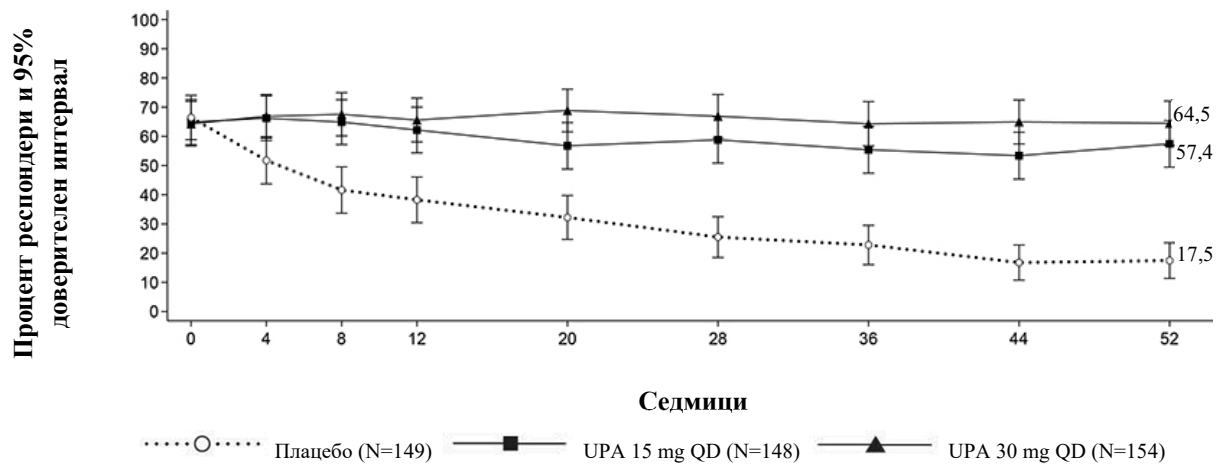 Процент респондери и 95%
доверителен интервал
100
90
80
70
60
50
40
30
20
10
0
64,5
57,4
17,5
0 4 8 12 20 28 36 44 52
Седмици
Плацебо (N=149) UPA 15 mg QD (N=148) UPA 30 mg QD (N=154)